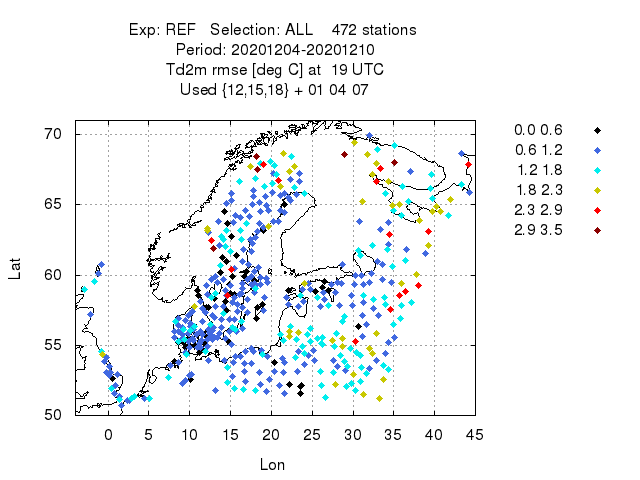 Exp: REF Selection: ALL 472 stations
Period: 20201204-20201210
Td2m rmse [deg C] at 19 UTC
Used {12,15,18} + 01 04 07
70
65
60
55
50
Lat
0 5 10 15 20 25 30 35 40 45
Lon
0.0 0.6
0.6 1.2
1.2 1.8
1.8 2.3
2.3 2.9
2.9 3.5